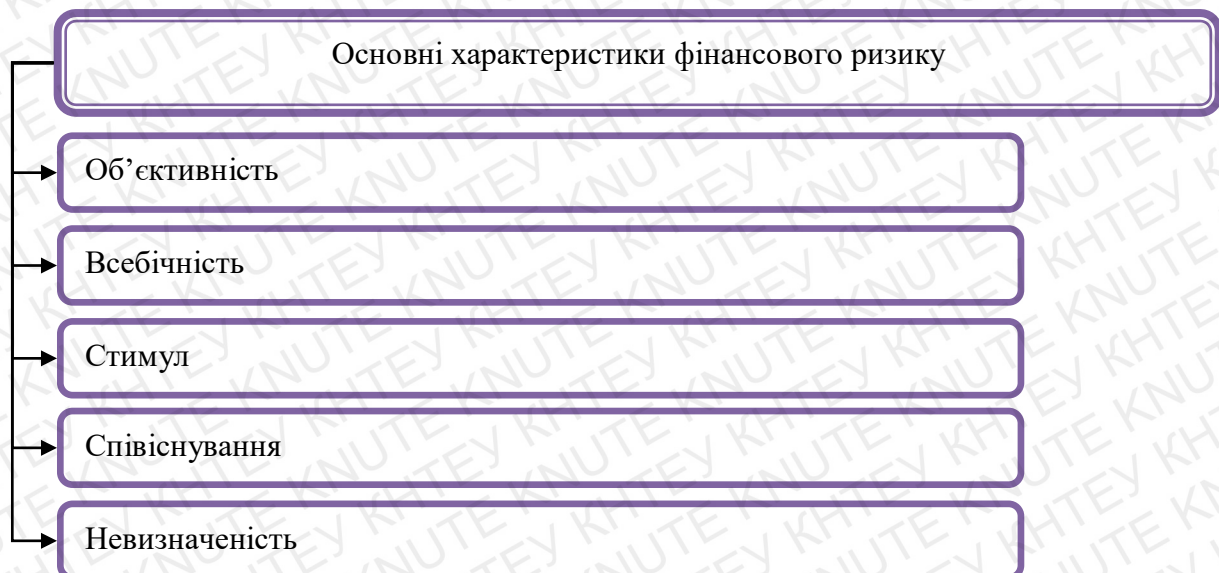 Основні характеристики фінансового ризику
Об’єктивність
Всебічність
Стимул
Співіснування
Невизначеність